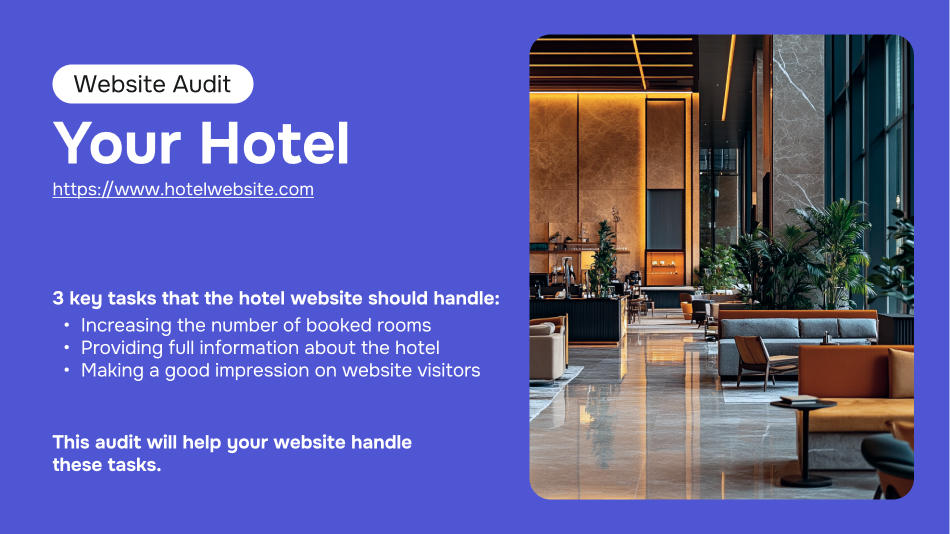 Website Audit
Your Hotel
https://www.hotelwebsite.com
3 key tasks that the hotel website should handle:
• Increasing the number of booked rooms
• Providing full information about the hotel
• Making a good impression on website visitors
This audit will help your website handle
these tasks.